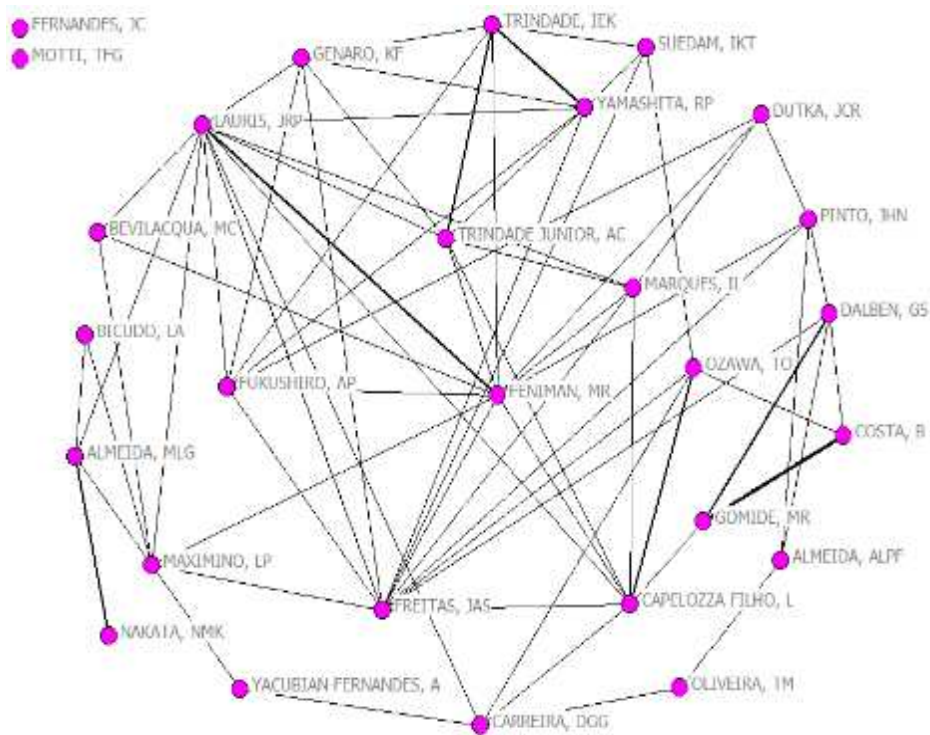 FERNANDES, JC
TRINDADE, IEK
SUEDAM, IKT
GENARO, KF
MOTTI, TFG
YAMASHITA, RP
DUTKA, JCR
LAURIS, JRP
PINTO, JHN
BEVILACQUA, MC
TRINDADE JUNIOR, AC
MARQUES, II
DALBEN, GS
BICUDO, LA
OZAWA, TO
FUKUSHIRO, AP
FENIMAN, MR
COSTA, B
ALMEIDA, MLG
GOMIDE, MR
ALMEIDA, ALPF
MAXIMINO, LP
FREITAS, JAS
CAPELOZZA FILHO, L
NAKATA, NMK
YACUBIAN-FERNANDES, A
OLIVEIRA, TM
CARREIRA, DGG